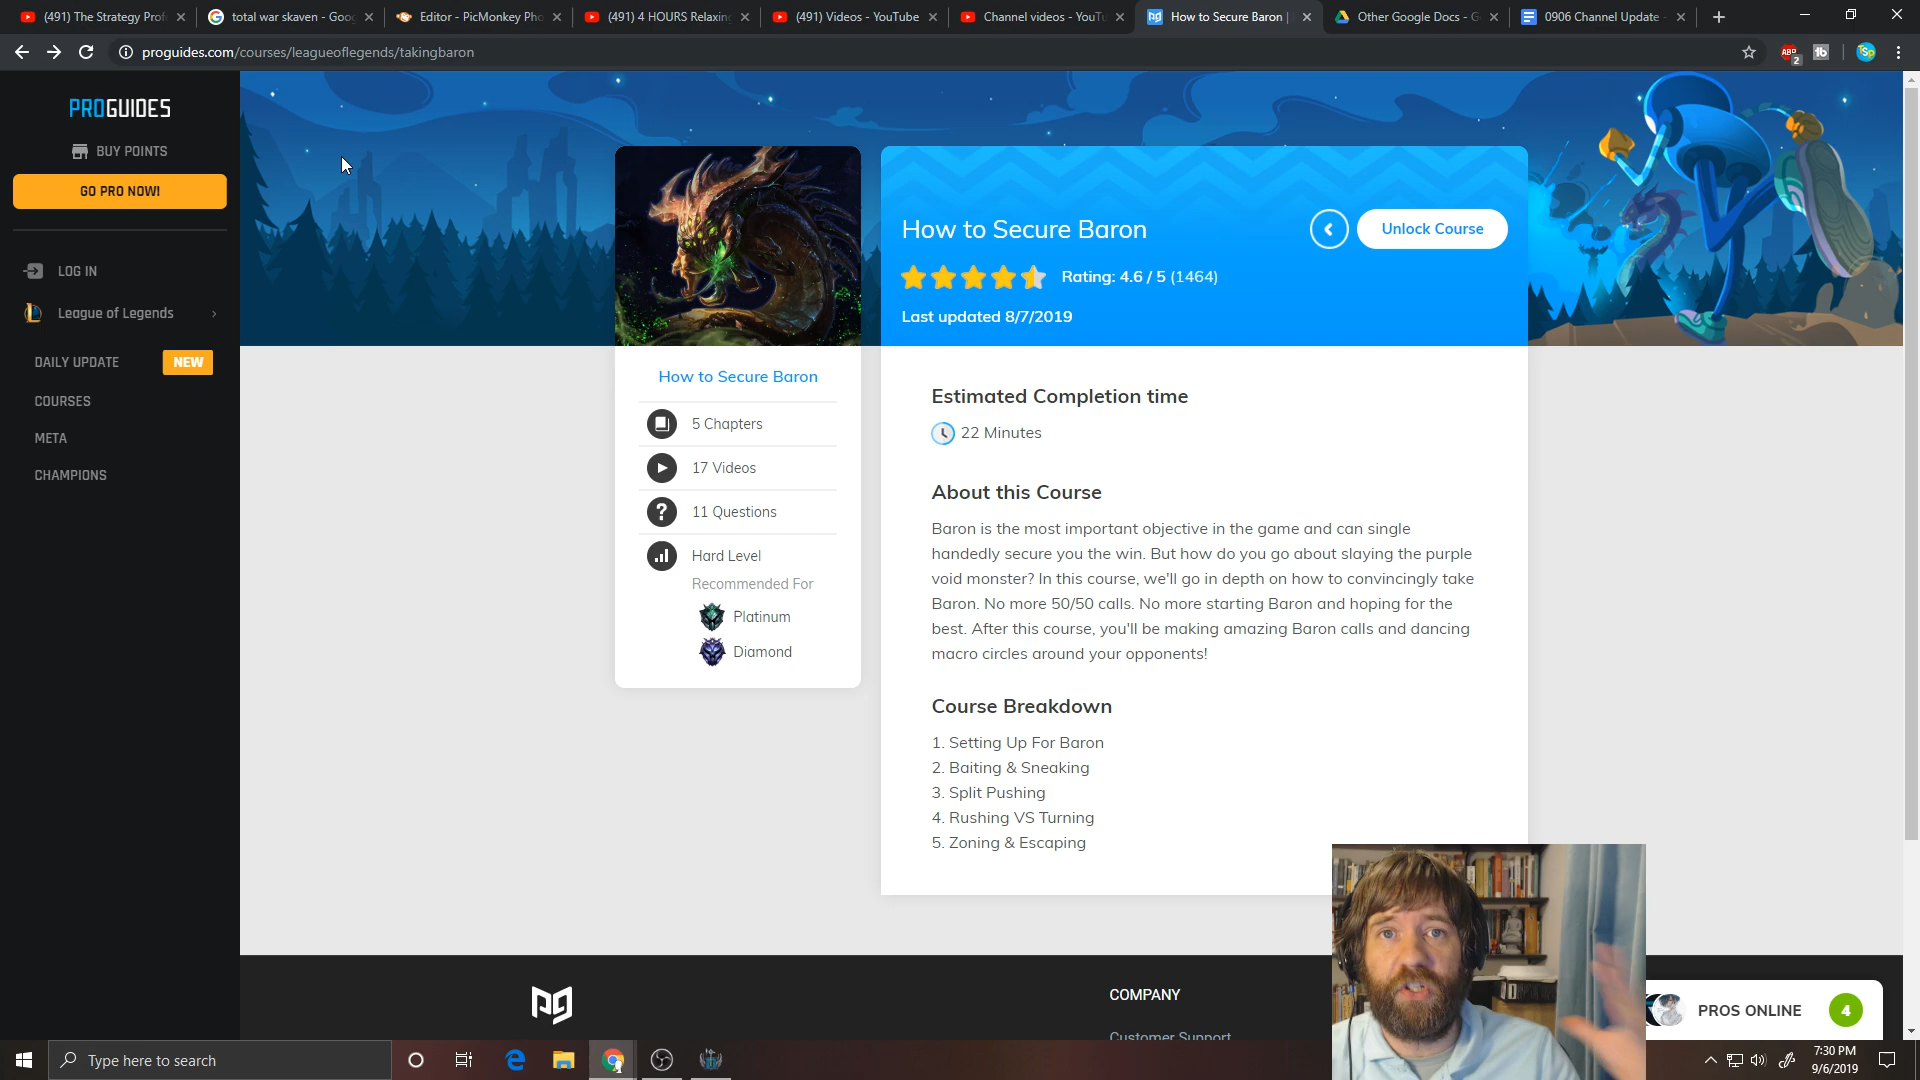 (491) The Strategy Prof
total war skaven - Goo
Editor - PicMonkey Pho
(491) 4 HOURS Relaxin
(491) Videos - YouTube
Channel videos - YouTu
How to Secure Baron |
Other Google Docs - G
0906 Channel Update -
proguides.com/courses/leagueoflegends/takingbaron
ABP
2
tb
TSP
PROGUIDES
BUY POINTS
GO PRO NOW!
LOG IN
League of Legends
DAILY UPDATE
NEW
COURSES
META
CHAMPIONS
How to Secure Baron
Unlock Course
Rating: 4.6 / 5 (1464)
Last updated 8/7/2019
How to Secure Baron
5 Chapters
17 Videos
11 Questions
Hard Level
Recommended For
Platinum
Diamond
Estimated Completion time
22 Minutes
About this Course
Baron is the most important objective in the game and can single
handedly secure you the win. But how do you go about slaying the purple
void monster? In this course, we'll go in depth on how to convincingly take
Baron. No more 50/50 calls. No more starting Baron and hoping for the
best. After this course, you'll be making amazing Baron calls and dancing
macro circles around your opponents!
Course Breakdown
1. Setting Up For Baron
2. Baiting & Sneaking
3. Split Pushing
4. Rushing VS Turning
5. Zoning & Escaping
pg
COMPANY
Customer Support
PROS ONLINE
4
Type here to search
7:30 PM
9/6/2019